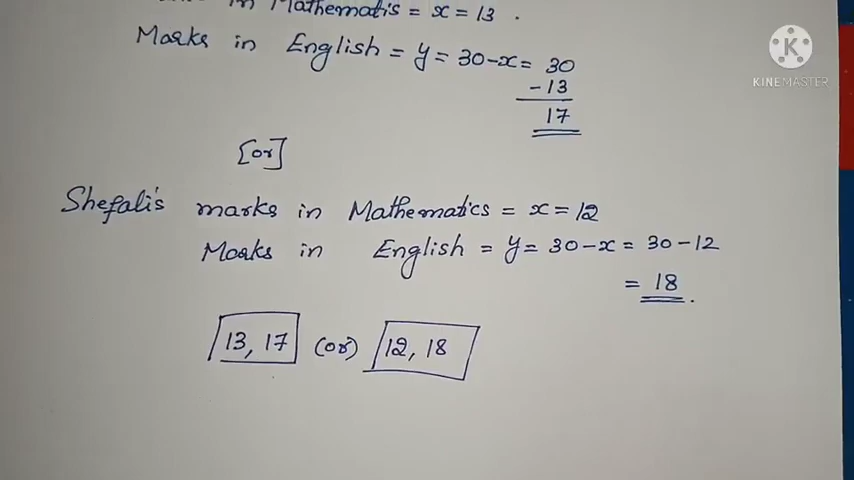 in Mathematis = x = 13 .
Marks in English = y = 30-x = 30
- 13
17
[or]
Shefali's marks in Mathematics = x = 12
Marks in English = y = 30-x = 30-12
= 18 .
13, 17 (or) 12, 18
KINEMASTER